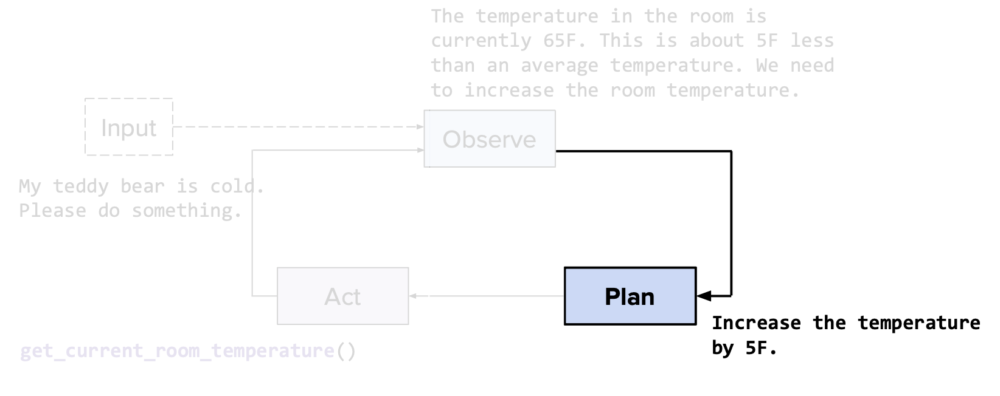 The temperature in the room is
currently 65F. This is about 5F less
than an average temperature. We need
to increase the room temperature.
Input
Observe
My teddy bear is cold.
Please do something.
Act
Plan
Increase the temperature
by 5F.
get_current_room_temperature()